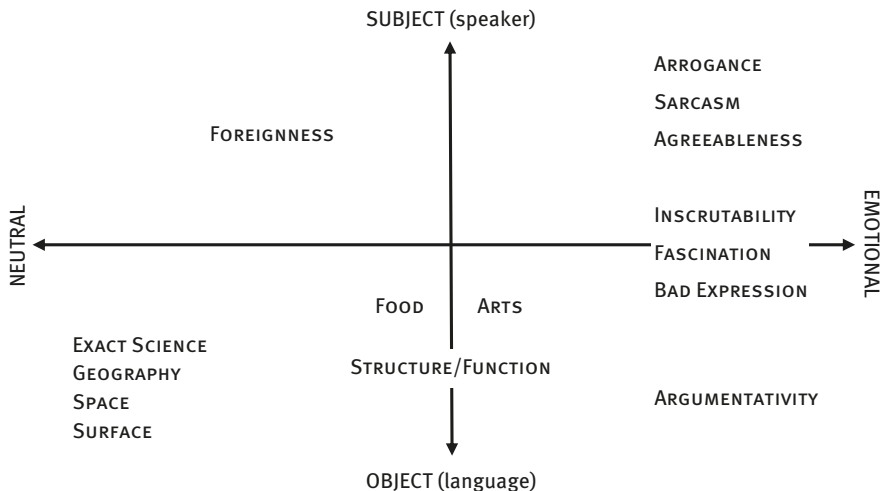 SUBJECT (speaker)
ARROGANCE
SARCASM
AGREEABLENESS
FOREIGNNESS
NEUTRAL
EMOTIONAL
INSCRUTABILITY
FASCINATION
BAD EXPRESSION
FOOD
ARTS
EXACT SCIENCE
GEOGRAPHY
SPACE
SURFACE
STRUCTURE/FUNCTION
ARGUMENTATIVITY
OBJECT (language)